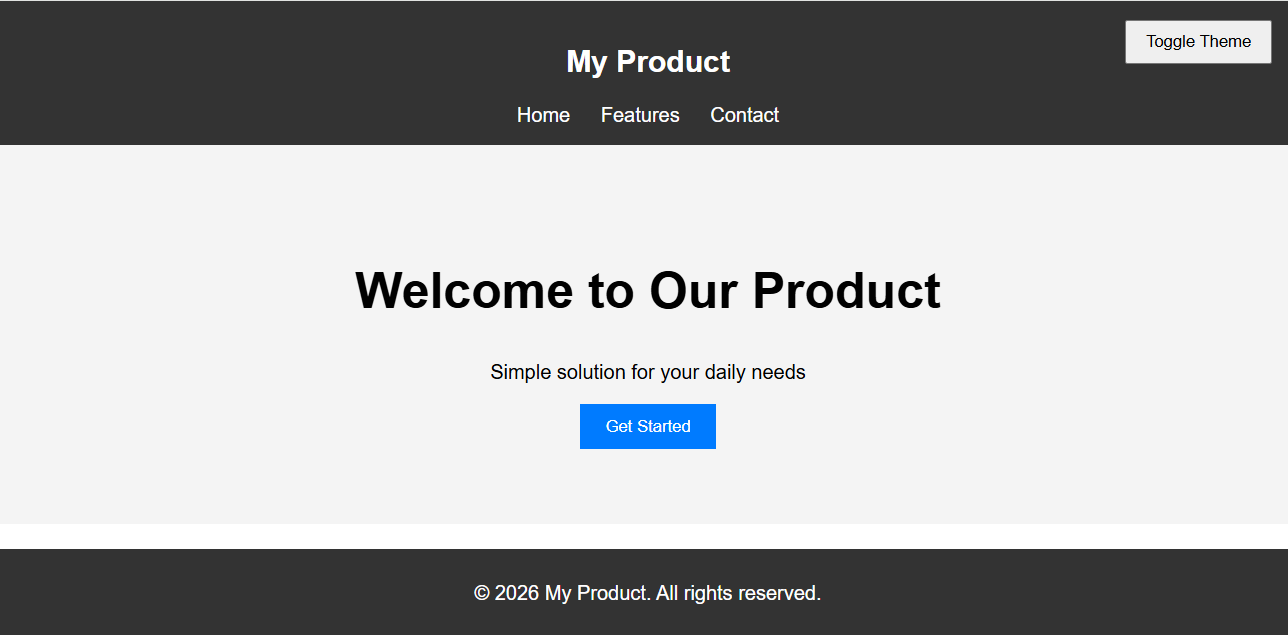 Toggle Theme
My Product
Home Features Contact
Welcome to Our Product
Simple solution for your daily needs
Get Started
© 2026 My Product. All rights reserved.